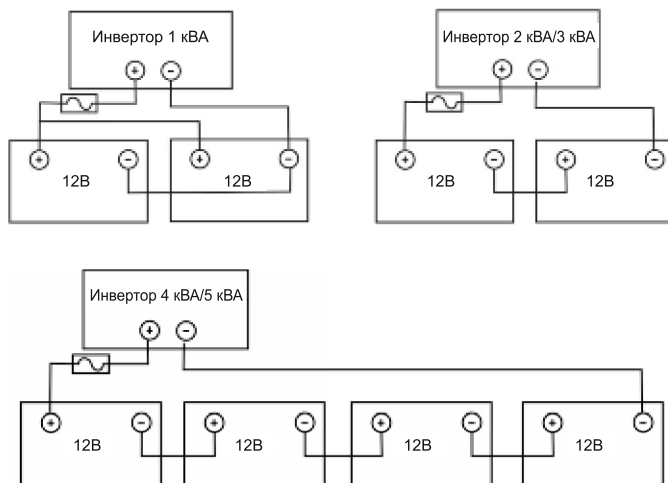 Инвертор 1 кВА
+ −
+ − + −
12В 12В
Инвертор 2 кВА/3 кВА
+ −
+ − + −
12В 12В
Инвертор 4 кВА/5 кВА
+ −
+ − + − + − + −
12В 12В 12В 12В